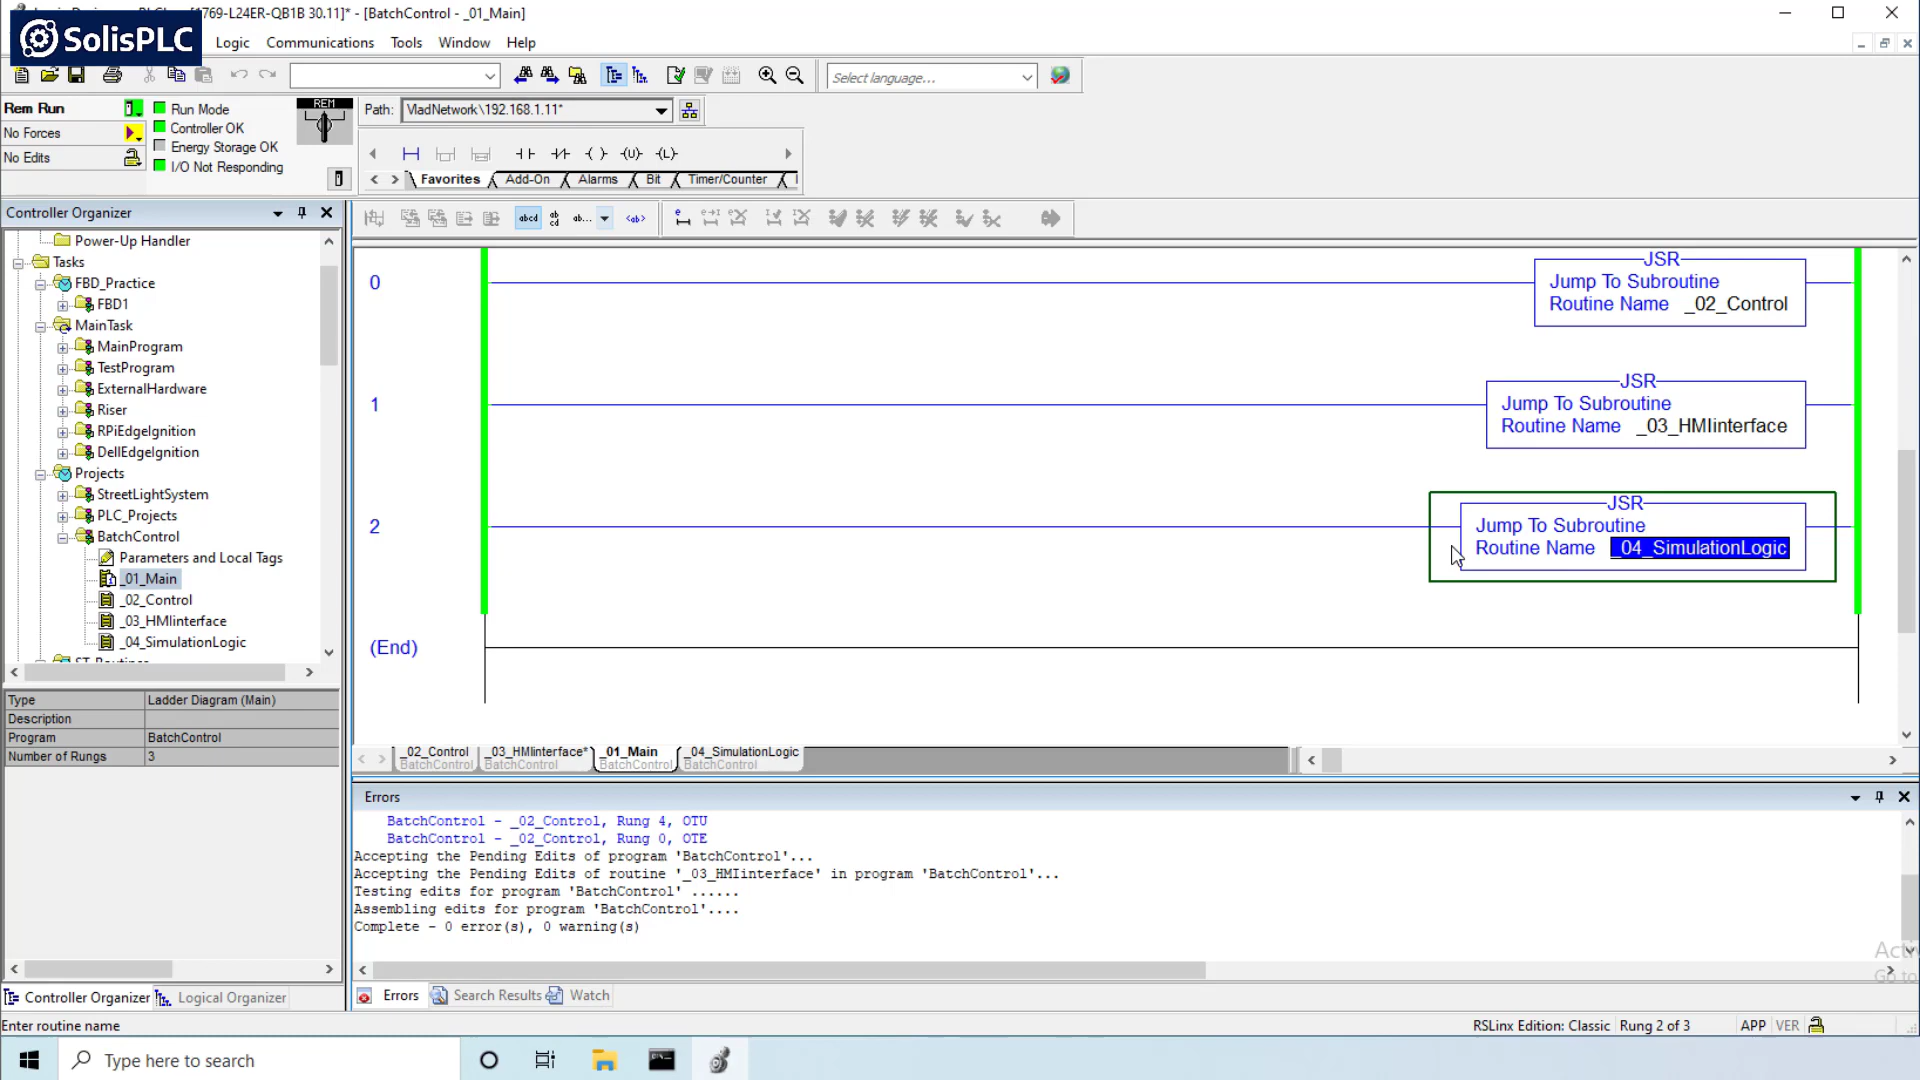 SolisPLC
1769-L24ER-QB1B 30.11]* - [BatchControl - _01_Main]
Logic Communications Tools Window Help
Select language...
Rem Run
Run Mode
REM
Path: VladNetwork\192.168.1.11*
No Forces
Controller OK
Energy Storage OK
No Edits
I/O Not Responding
Favorites Add-On Alarms Bit Timer/Counter
Controller Organizer
Power-Up Handler
Tasks
FBD_Practice
FBD1
MainTask
MainProgram
TestProgram
ExternalHardware
Riser
RPiEdgeIgnition
DellEdgeIgnition
Projects
StreetLightSystem
PLC_Projects
BatchControl
Parameters and Local Tags
_01_Main
_02_Control
_03_HMIinterface
_04_SimulationLogic
Type Ladder Diagram (Main)
Description
Program BatchControl
Number of Rungs 3
Controller Organizer Logical Organizer
0
JSR
Jump To Subroutine
Routine Name _02_Control
1
JSR
Jump To Subroutine
Routine Name _03_HMIinterface
2
JSR
Jump To Subroutine
Routine Name _04_SimulationLogic
(End)
_02_Control _03_HMIinterface* _01_Main _04_SimulationLogic
BatchControl BatchControl BatchControl BatchControl
Errors
BatchControl - _02_Control, Rung 4, OTU
BatchControl - _02_Control, Rung 0, OTE
Accepting the Pending Edits of program 'BatchControl'...
Accepting the Pending Edits of routine '_03_HMIinterface' in program 'BatchControl'...
Testing edits for program 'BatchControl' ......
Assembling edits for program 'BatchControl'....
Complete - 0 error(s), 0 warning(s)
Errors Search Results Watch
Enter routine name
RSLinx Edition: Classic Rung 2 of 3 APP VER
Type here to search